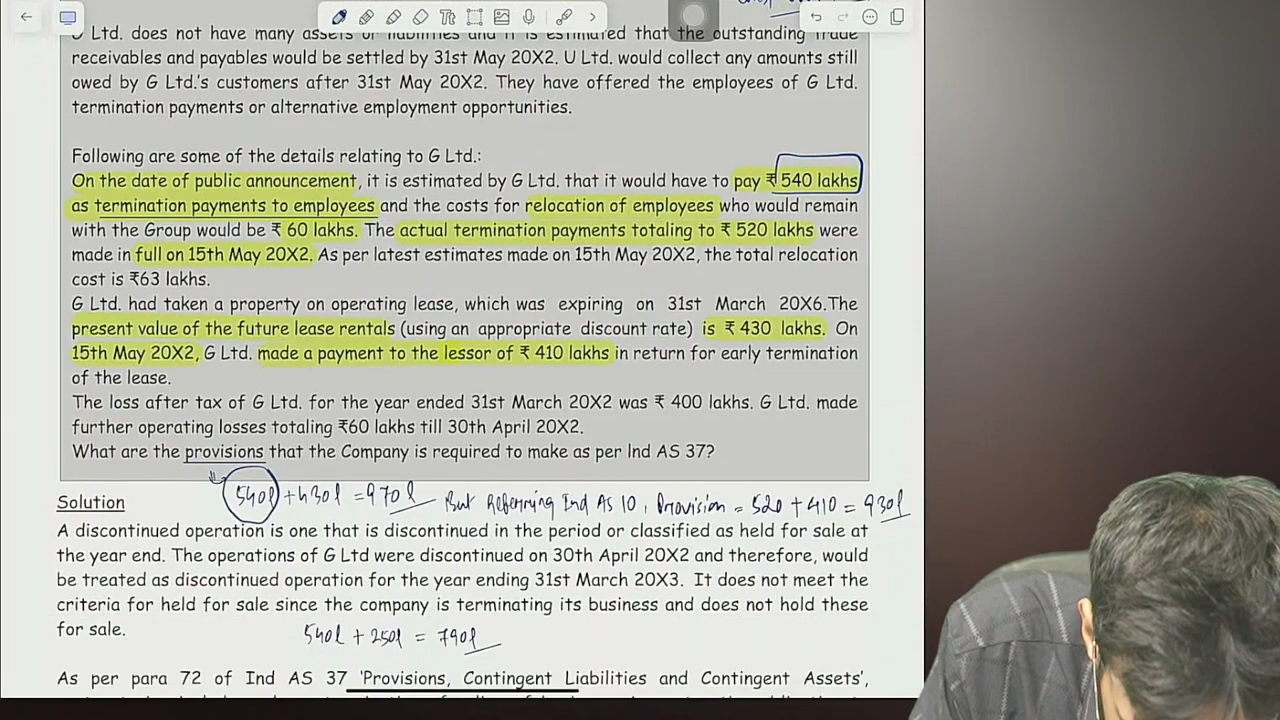 Ltd. does not have many assets or liabilities and it is estimated that the outstanding trade
receivables and payables would be settled by 31st May 20X2. U Ltd. would collect any amounts still
owed by G Ltd.'s customers after 31st May 20X2. They have offered the employees of G Ltd.
termination payments or alternative employment opportunities.
Following are some of the details relating to G Ltd.:
On the date of public announcement, it is estimated by G Ltd. that it would have to pay ₹ 540 lakhs
as termination payments to employees and the costs for relocation of employees who would remain
with the Group would be ₹ 60 lakhs. The actual termination payments totaling to ₹ 520 lakhs were
made in full on 15th May 20X2. As per latest estimates made on 15th May 20X2, the total relocation
cost is ₹63 lakhs.
G Ltd. had taken a property on operating lease, which was expiring on 31st March 20X6.The
present value of the future lease rentals (using an appropriate discount rate) is ₹ 430 lakhs. On
15th May 20X2, G Ltd. made a payment to the lessor of ₹ 410 lakhs in return for early termination
of the lease.
The loss after tax of G Ltd. for the year ended 31st March 20X2 was ₹ 400 lakhs. G Ltd. made
further operating losses totaling ₹60 lakhs till 30th April 20X2.
What are the provisions that the Company is required to make as per Ind AS 37?
540l + 430l = 970l But Referring Ind As 10, Provision = 520 + 410 = 930l
Solution
A discontinued operation is one that is discontinued in the period or classified as held for sale at
the year end. The operations of G Ltd were discontinued on 30th April 20X2 and therefore, would
be treated as discontinued operation for the year ending 31st March 20X3. It does not meet the
criteria for held for sale since the company is terminating its business and does not hold these
for sale.
540l + 250l = 790l
As per para 72 of Ind AS 37 'Provisions, Contingent Liabilities and Contingent Assets',